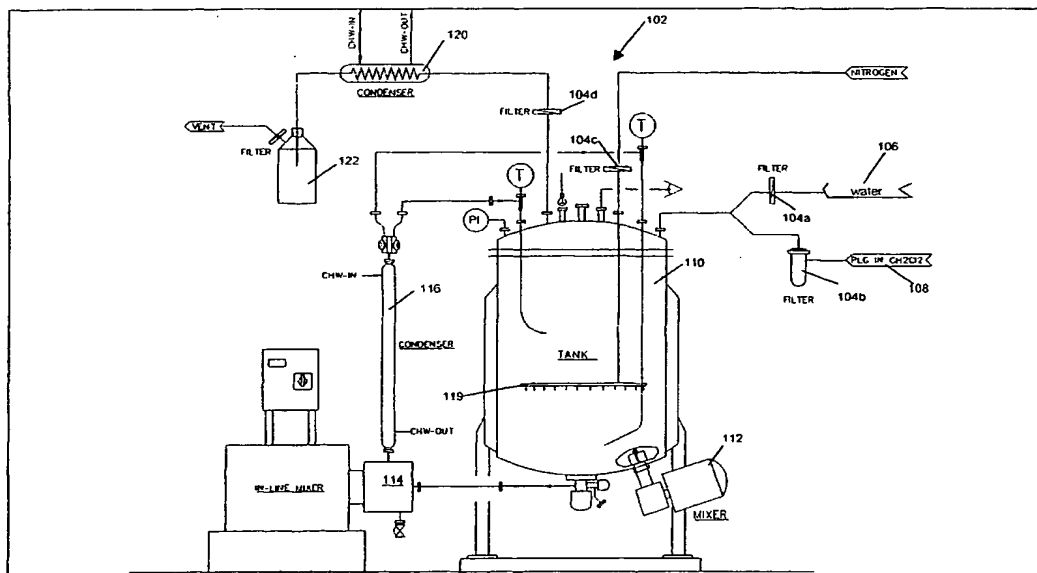 CHW-IN
CHW-OUT
120
102
CONDENSER
NITROGEN
FILTER
104d
VENT
FILTER
122
T
104c
FILTER
T
FILTER
106
water
104a
PI
110
PLG IN CH2Cl2
108
104b
FILTER
CHW-IN
116
CONDENSER
TANK
119
CHW-OUT
112
114
IN-LINE MIXER
MIXER